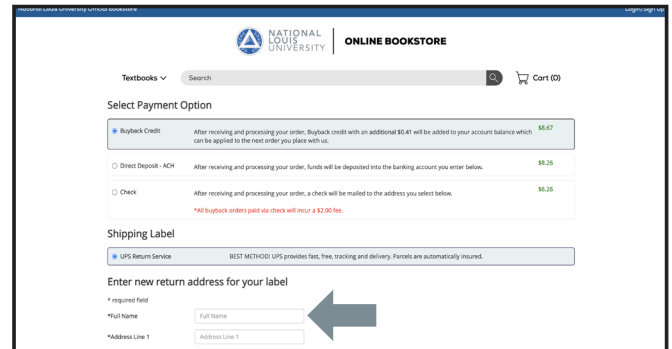 National Louis University Official Bookstore
Login/Sign Up
NATIONAL
LOUIS
UNIVERSITY
ONLINE BOOKSTORE
Textbooks
Search
Cart (0)
Select Payment Option
Buyback Credit
After receiving and processing your order, Buyback credit with an additional $0.41 will be added to your account balance which
can be applied to the next order you place with us.
$8.67
Direct Deposit - ACH
After receiving and processing your order, funds will be deposited into the banking account you enter below.
$8.26
Check
After receiving and processing your order, a check will be mailed to the address you select below.
$6.26
*All buyback orders paid via check will incur a $2.00 fee.
Shipping Label
UPS Return Service
BEST METHOD! UPS provides fast, free, tracking and delivery. Parcels are automatically insured.
Enter new return address for your label
* required field
*Full Name
Full Name
*Address Line 1
Address Line 1